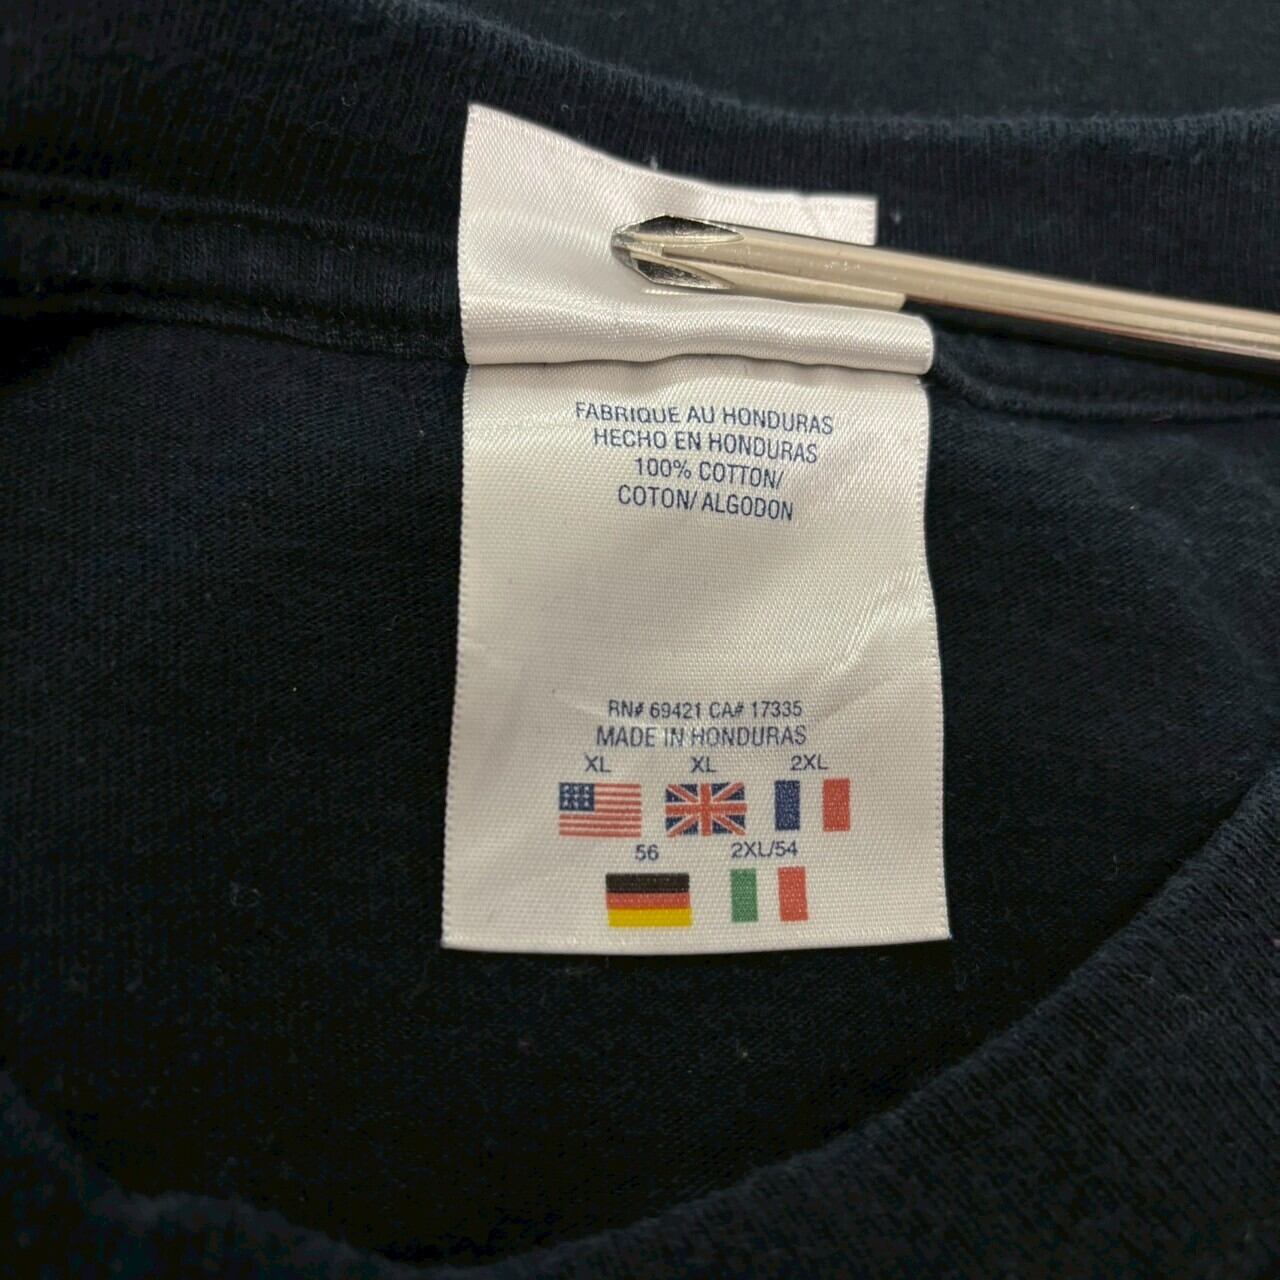 FABRIQUE AU HONDURAS
HECHO EN HONDURAS
100% COTTON/
COTON/ ALGODON
RN# 69421 CA# 17335
MADE IN HONDURAS
XL XL 2XL
56 2XL/54